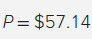 P = $57.14